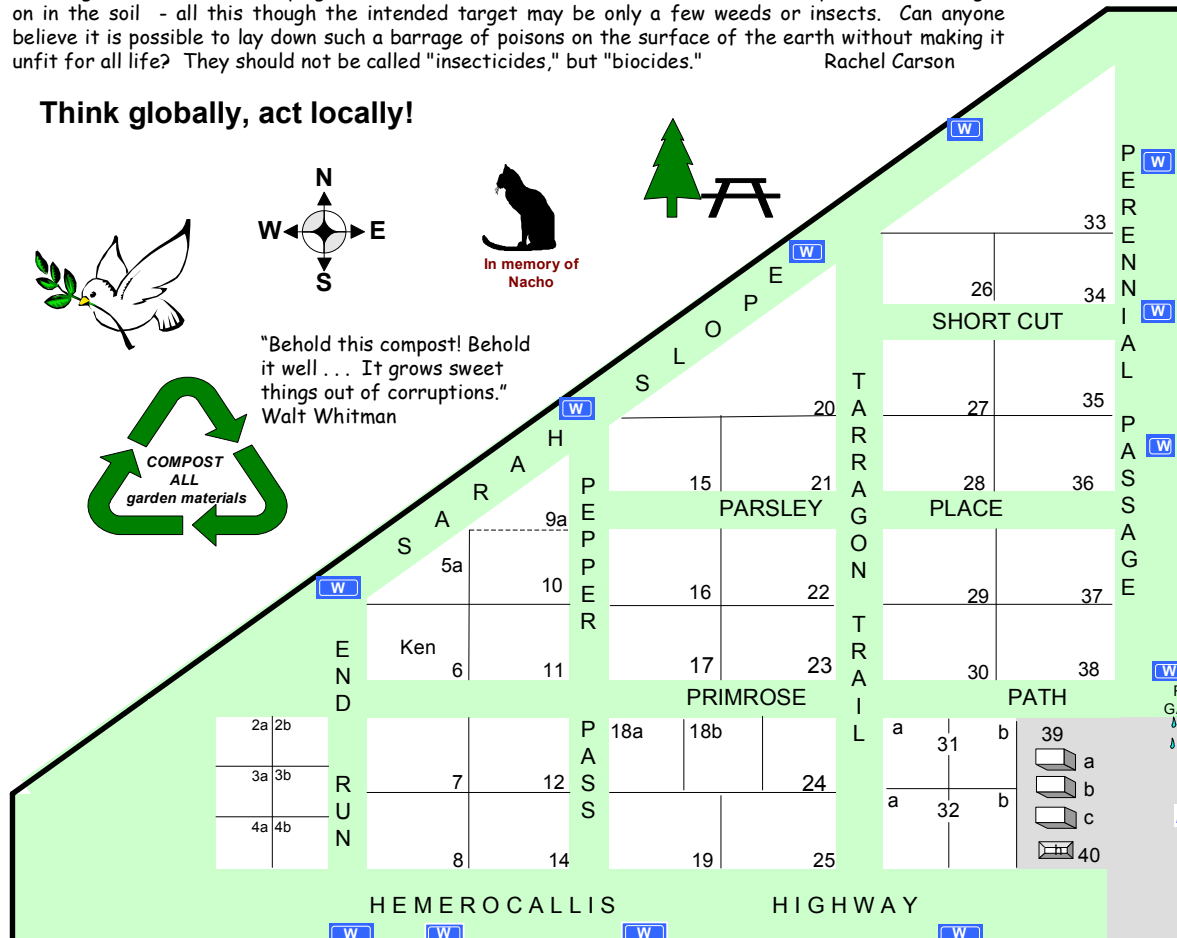 on in the soil - all this though the intended target may be only a few weeds or insects. Can anyone
believe it is possible to lay down such a barrage of poisons on the surface of the earth without making it
unfit for all life? They should not be called "insecticides," but "biocides." Rachel Carson
Think globally, act locally!
N
W E
S
In memory of
Nacho
"Behold this compost! Behold
it well . . . It grows sweet
things out of corruptions."
Walt Whitman
COMPOST
ALL
garden materials
W
W
W
W
W
W
W
W
SARAH SLOPE
PERENNIAL PASSAGE
33
26 34
SHORT CUT
27 35
28 36
20
15 21
PARSLEY PLACE
TARRAGON TRAIL
PEPPER PASS
9a
5a
10
16 22
29 37
Ken
6 11
17 23
30 38
PRIMROSE PATH
END RUN
2a 2b
3a 3b
4a 4b
7 12
8 14
18a 18b
24
19 25
a 31 b
a 32 b
39
a
b
c
40
HEMEROCALLIS HIGHWAY
W W W W